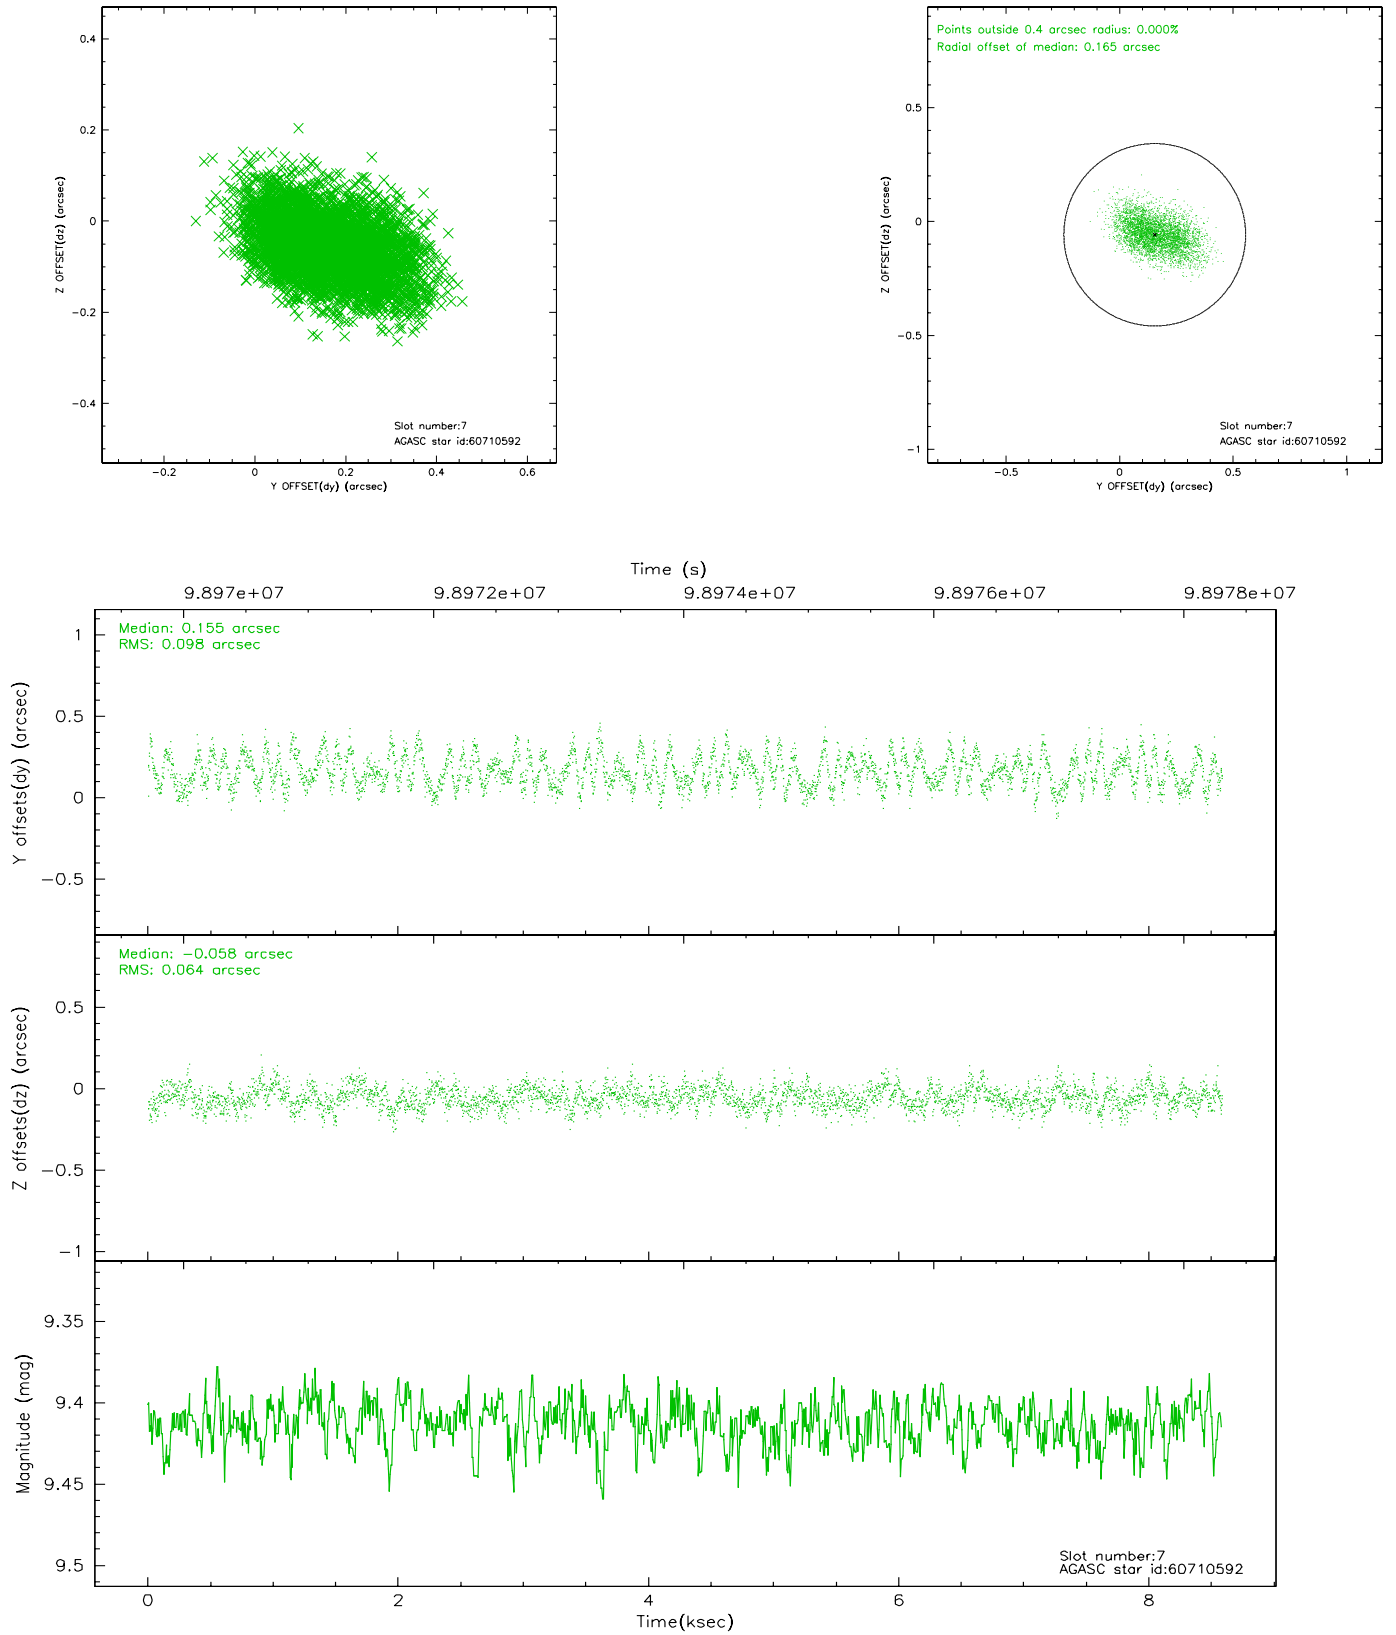 0.4
0.2
0
-0.2
-0.4
Z OFFSET(dz) (arcsec)
Slot number:7
AGASC star id:60710592
-0.2 0 0.2 0.4 0.6
Y OFFSET(dy) (arcsec)
Points outside 0.4 arcsec radius: 0.000%
Radial offset of median: 0.165 arcsec
0.5
0
-0.5
-1
Z OFFSET(dz) (arcsec)
Slot number:7
AGASC star id:60710592
-0.5 0 0.5 1
Y OFFSET(dy) (arcsec)
Time (s)
9.897e+07 9.8972e+07 9.8974e+07 9.8976e+07 9.8978e+07
Median: 0.155 arcsec
RMS: 0.098 arcsec
1
0.5
0
-0.5
Y offsets(dy) (arcsec)
Median: -0.058 arcsec
RMS: 0.064 arcsec
0.5
0
-0.5
-1
Z offsets(dz) (arcsec)
9.35
9.4
9.45
9.5
Magnitude (mag)
Slot number:7
AGASC star id:60710592
0 2 4 6 8
Time(ksec)